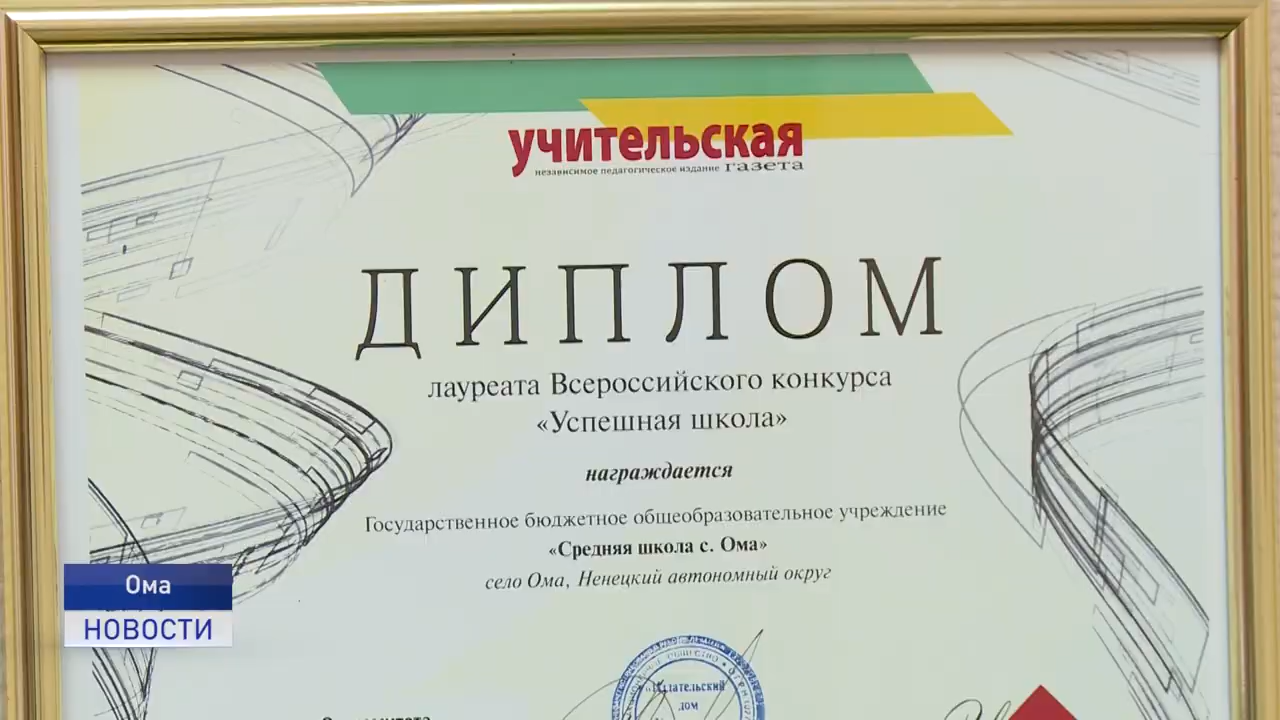 учительская
независимое педагогическое издание газета
ДИПЛОМ
лауреата Всероссийского конкурса
«Успешная школа»
награждается
Государственное бюджетное общеобразовательное учреждение
«Средняя школа с. Ома»
село Ома, Ненецкий автономный округ
Ома
НОВОСТИ
дом